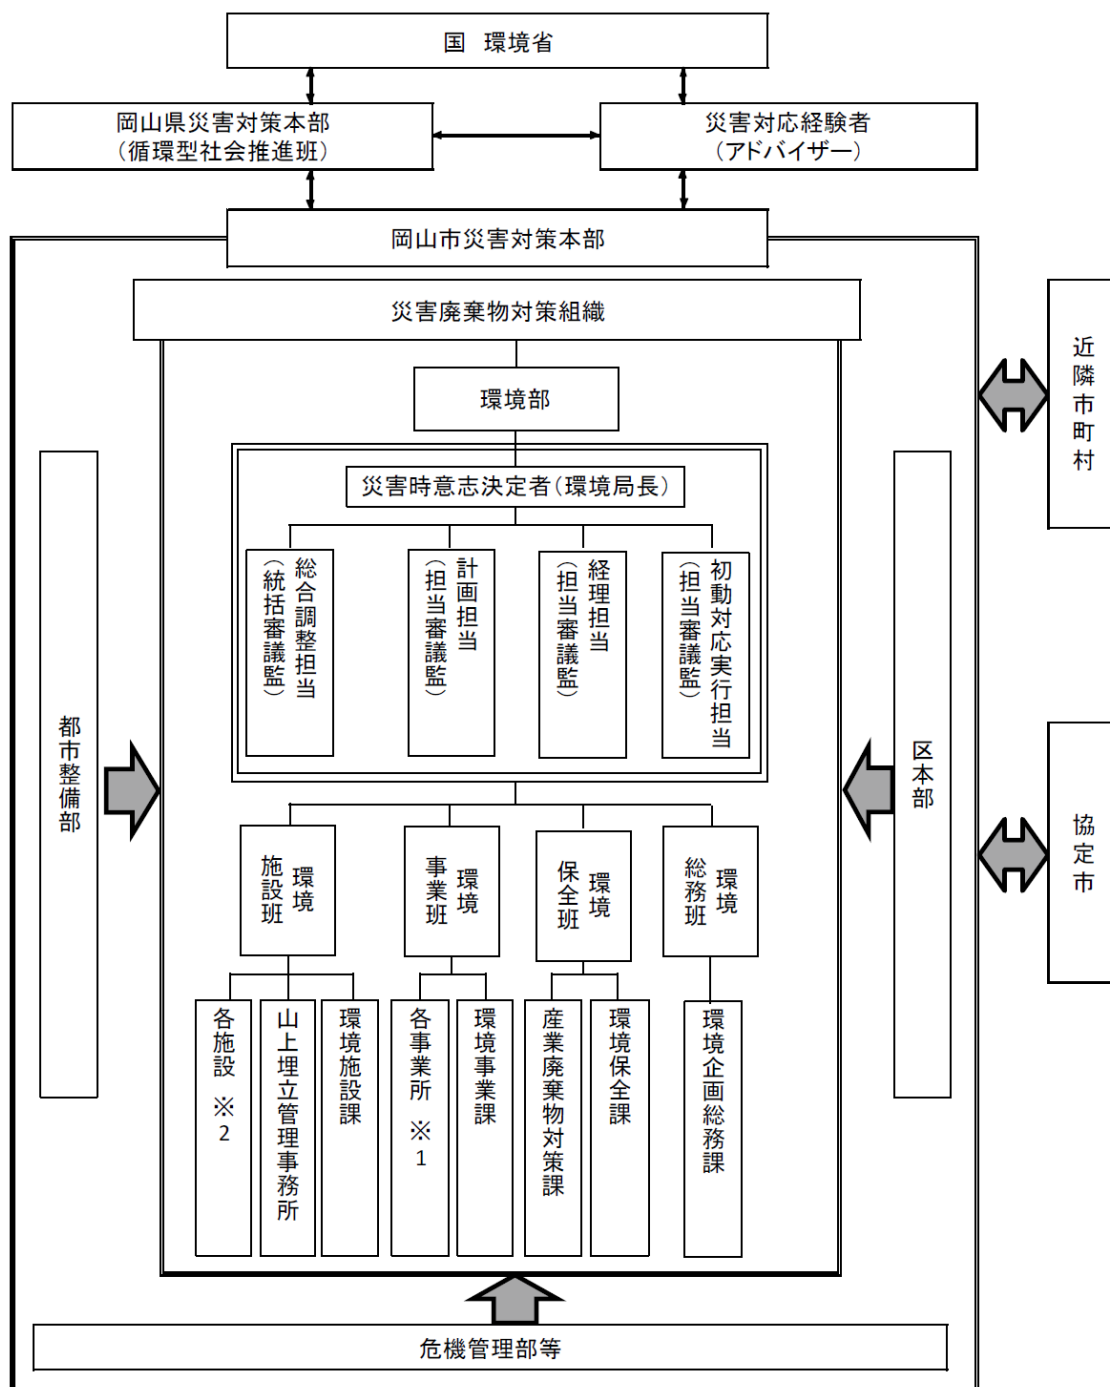 国 環境省
岡山県災害対策本部
（循環型社会推進班）
災害対応経験者
（アドバイザー）
岡山市災害対策本部
災害廃棄物対策組織
環境部
災害時意志決定者（環境局長）
総合調整担当
（統括審議監）
計画担当
（担当審議監）
経理担当
（担当審議監）
初動対応実行担当
（担当審議監）
環境
施設班
環境
事業班
環境
保全班
環境
総務班
各施設 ※2
山上埋立管理事務所
環境施設課
各事業所 ※1
環境事業課
産業廃棄物対策課
環境保全課
環境企画総務課
都市整備部
区本部
近隣市町村
協定市
危機管理部等